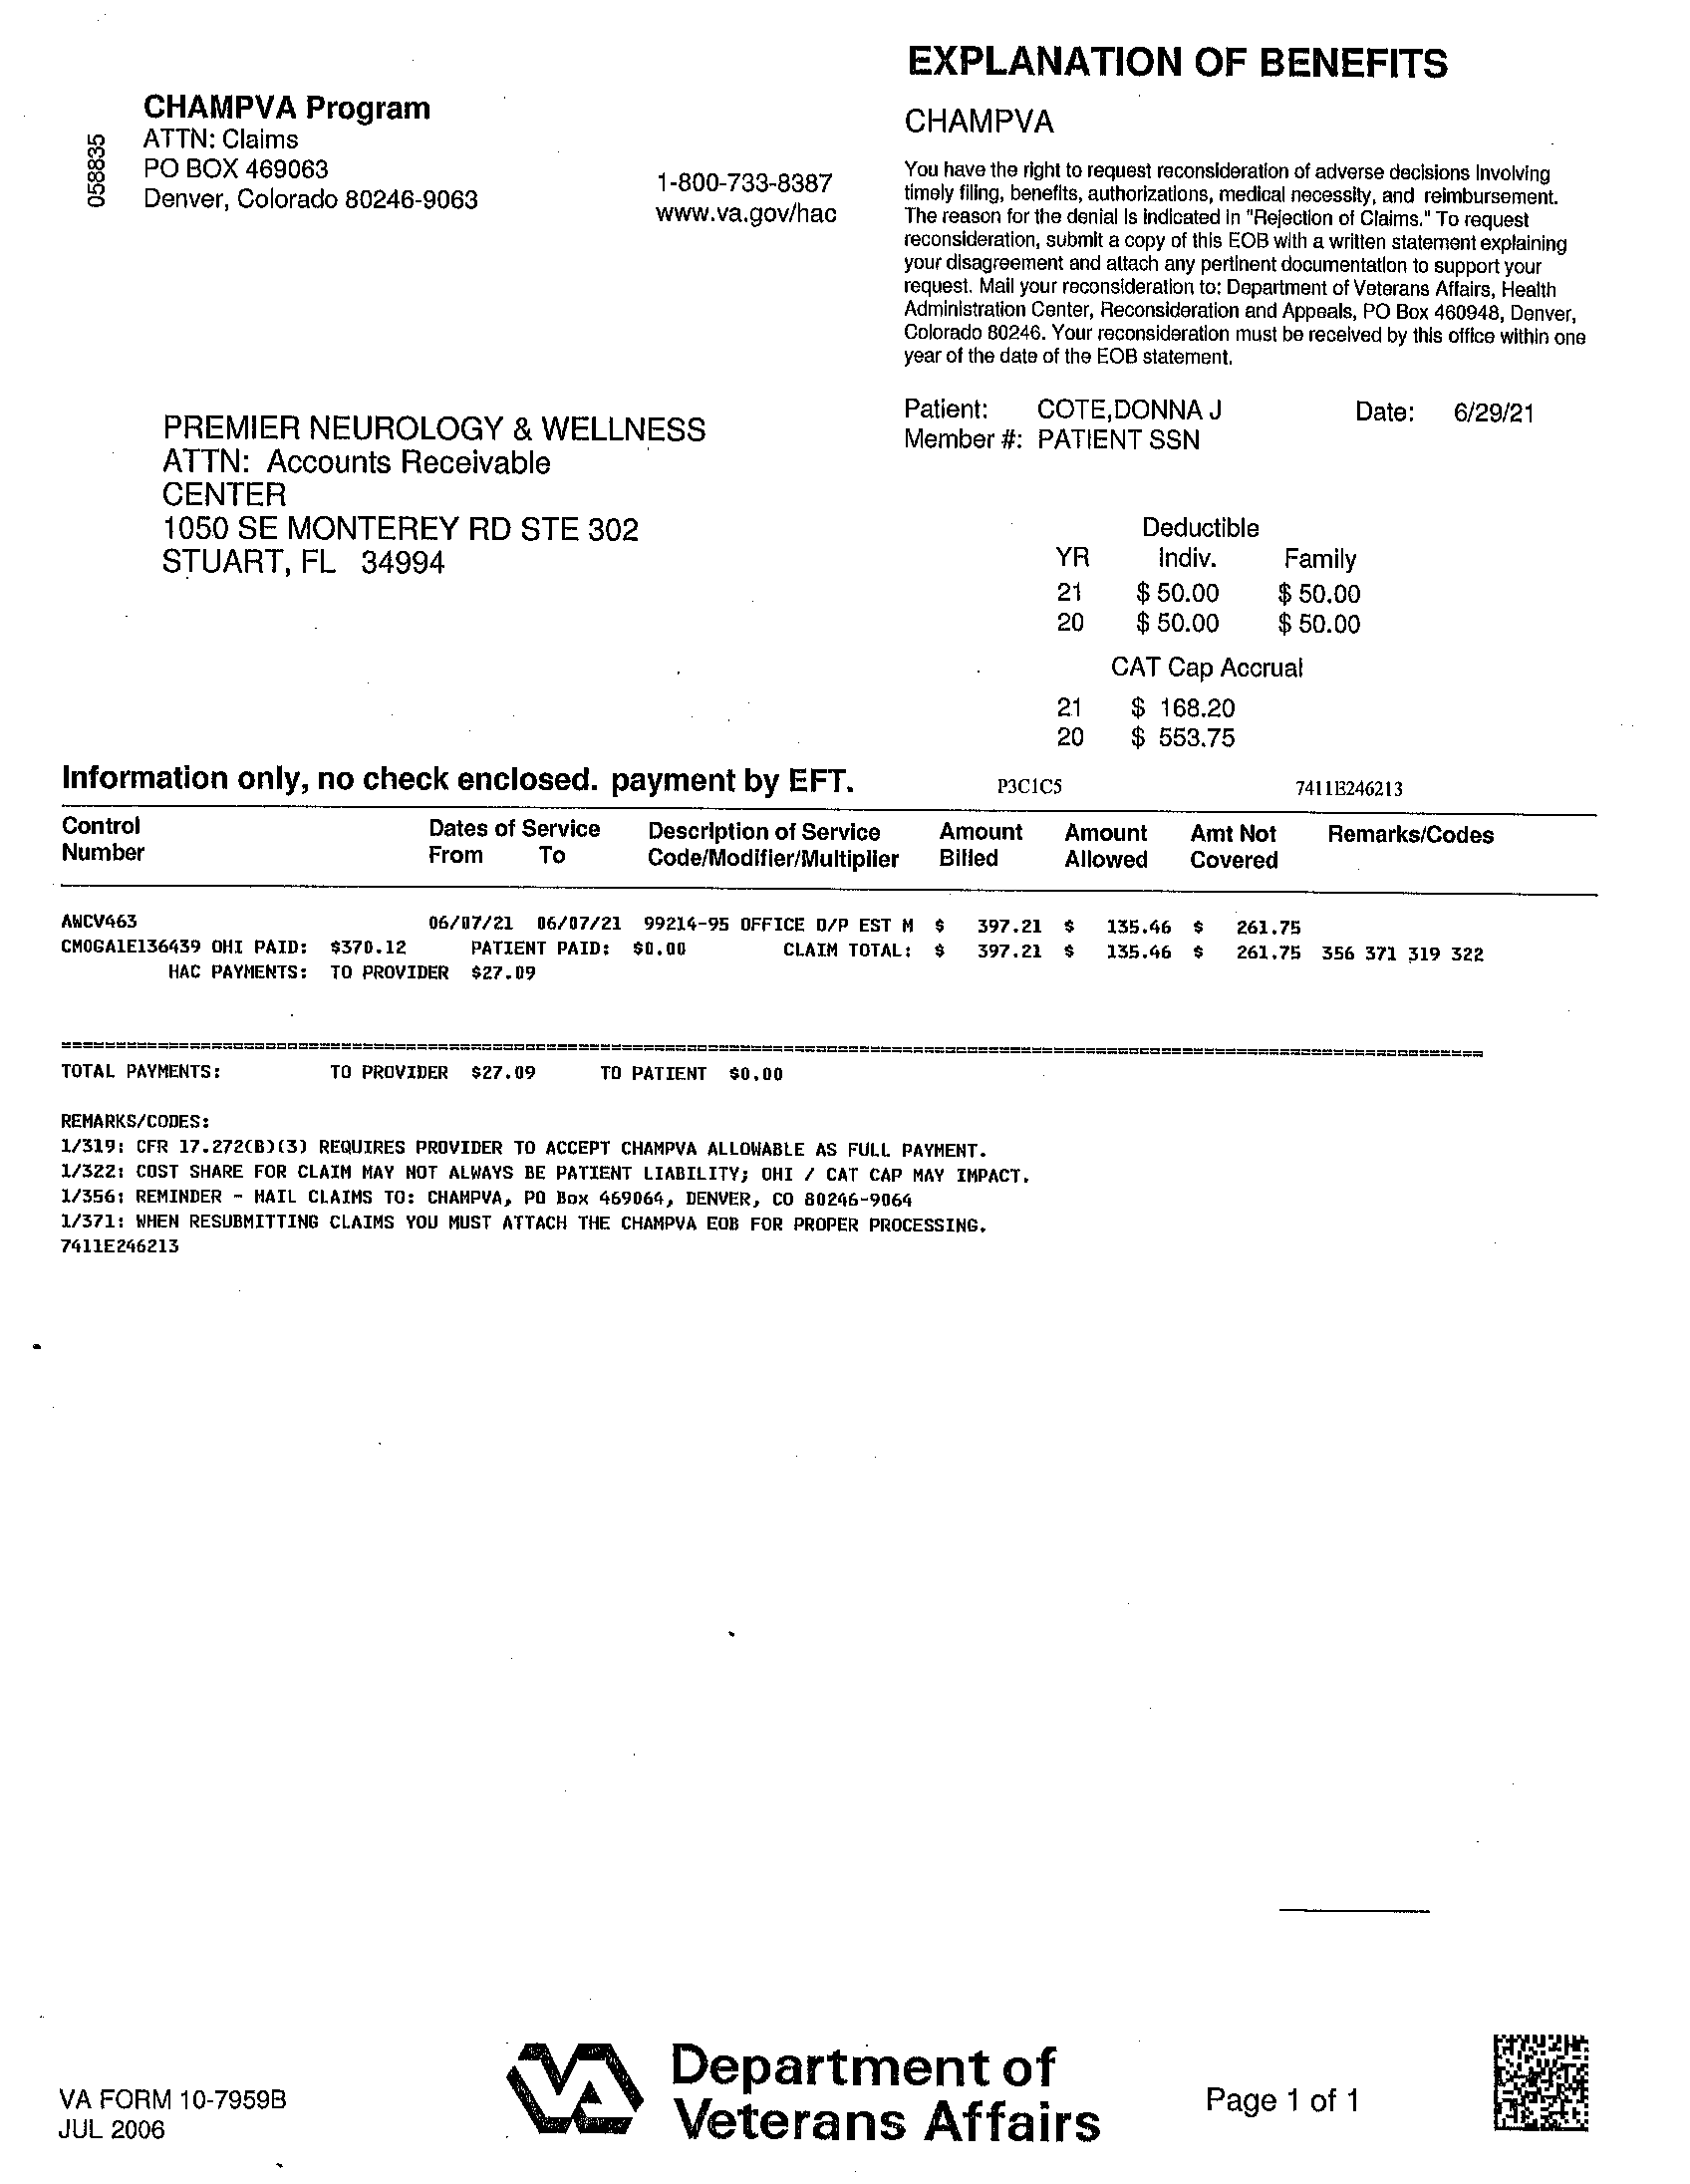 EXPLANATION OF BENEFITS
CHAMPVA Program
ATTN: Claims
PO BOX 469063
Denver, Colorado 80246-9063
058835
1-800-733-8387
www.va.gov/hac
CHAMPVA
You have the right to request reconsideration of adverse decisions involving
timely filing, benefits, authorizations, medical necessity, and reimbursement.
The reason for the denial is indicated in "Rejection of Claims." To request
reconsideration, submit a copy of this EOB with a written statement explaining
your disagreement and attach any pertinent documentation to support your
request. Mail your reconsideration to: Department of Veterans Affairs, Health
Administration Center, Reconsideration and Appeals, PO Box 460948, Denver,
Colorado 80246. Your reconsideration must be received by this office within one
year of the date of the EOB statement.
PREMIER NEUROLOGY & WELLNESS
ATTN: Accounts Receivable
CENTER
1050 SE MONTEREY RD STE 302
STUART, FL 34994
Patient: COTE,DONNA J Date: 6/29/21
Member #: PATIENT SSN
Deductible
YR Indiv. Family
21 $ 50.00 $ 50.00
20 $ 50.00 $ 50.00
CAT Cap Accrual
21 $ 168.20
20 $ 553.75
Information only, no check enclosed. payment by EFT. P3C1C5 7411E246213
Control Dates of Service Description of Service Amount Amount Amt Not Remarks/Codes
Number From To Code/Modifier/Multiplier Billed Allowed Covered
AWCV463 06/07/21 06/07/21 99214-95 OFFICE O/P EST M $ 397.21 $ 135.46 $ 261.75
CMOGA1E136439 OHI PAID: $370.12 PATIENT PAID: $0.00 CLAIM TOTAL: $ 397.21 $ 135.46 $ 261.75 356 371 319 322
HAC PAYMENTS: TO PROVIDER $27.09
TOTAL PAYMENTS: TO PROVIDER $27.09 TO PATIENT $0.00
REMARKS/CODES:
1/319: CFR 17.272(B)(3) REQUIRES PROVIDER TO ACCEPT CHAMPVA ALLOWABLE AS FULL PAYMENT.
1/322: COST SHARE FOR CLAIM MAY NOT ALWAYS BE PATIENT LIABILITY; OHI / CAT CAP MAY IMPACT.
1/356: REMINDER - MAIL CLAIMS TO: CHAMPVA, PO Box 469064, DENVER, CO 80246-9064
1/371: WHEN RESUBMITTING CLAIMS YOU MUST ATTACH THE CHAMPVA EOB FOR PROPER PROCESSING.
7411E246213
VA FORM 10-7959B
JUL 2006
VA
Department of
Veterans Affairs
Page 1 of 1